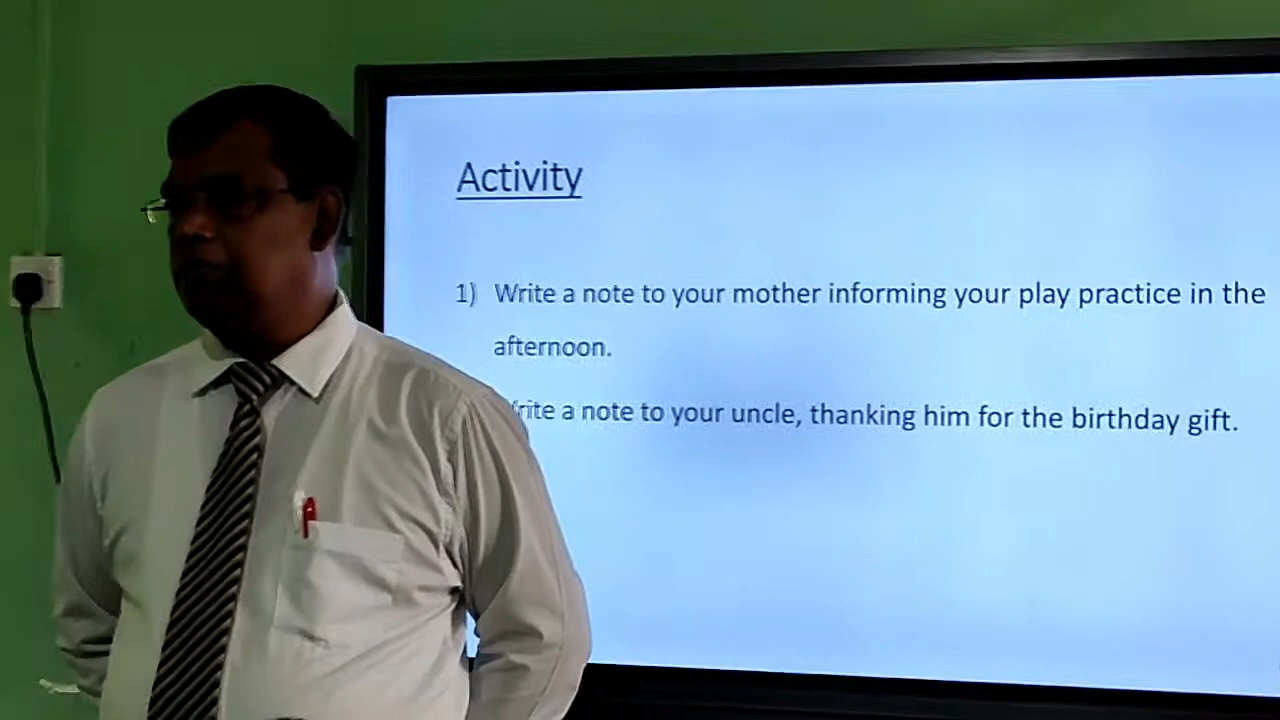 Activity
1) Write a note to your mother informing your play practice in the
afternoon.
Write a note to your uncle, thanking him for the birthday gift.